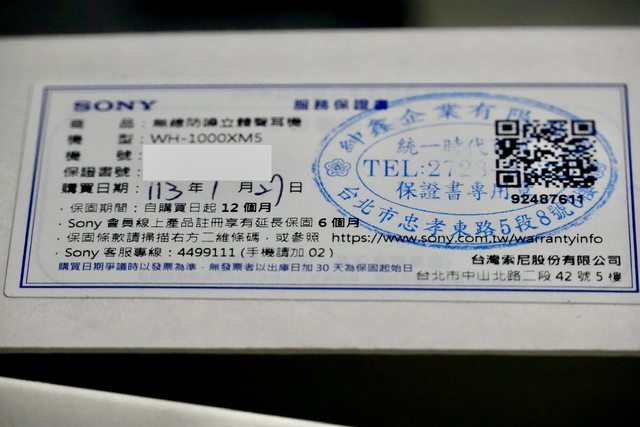 SONY
服務保證書
商 品：無線防噪立體聲耳機
機 型：WH-1000XM5
機 號：
保證書號：
購買日期：113 年 1 月 27 日
· 保固期間：自購買日起 12 個月
· Sony 會員線上產品註冊享有延長保固 6 個月
· 保固條款請掃描右方二維條碼，或參照 https://www.sony.com.tw/warrantyinfo
· Sony 客服專線：4499111 (手機請加 02)
購買日期爭議時以發票為準，無發票者以出庫日加 30 天為保固起始日
鑫企業有限
統一時代
TEL:272
保證書專用
台北市忠孝東路5段8號
92487611
台灣索尼股份有限公司
台北市中山北路二段 42 號 5 樓